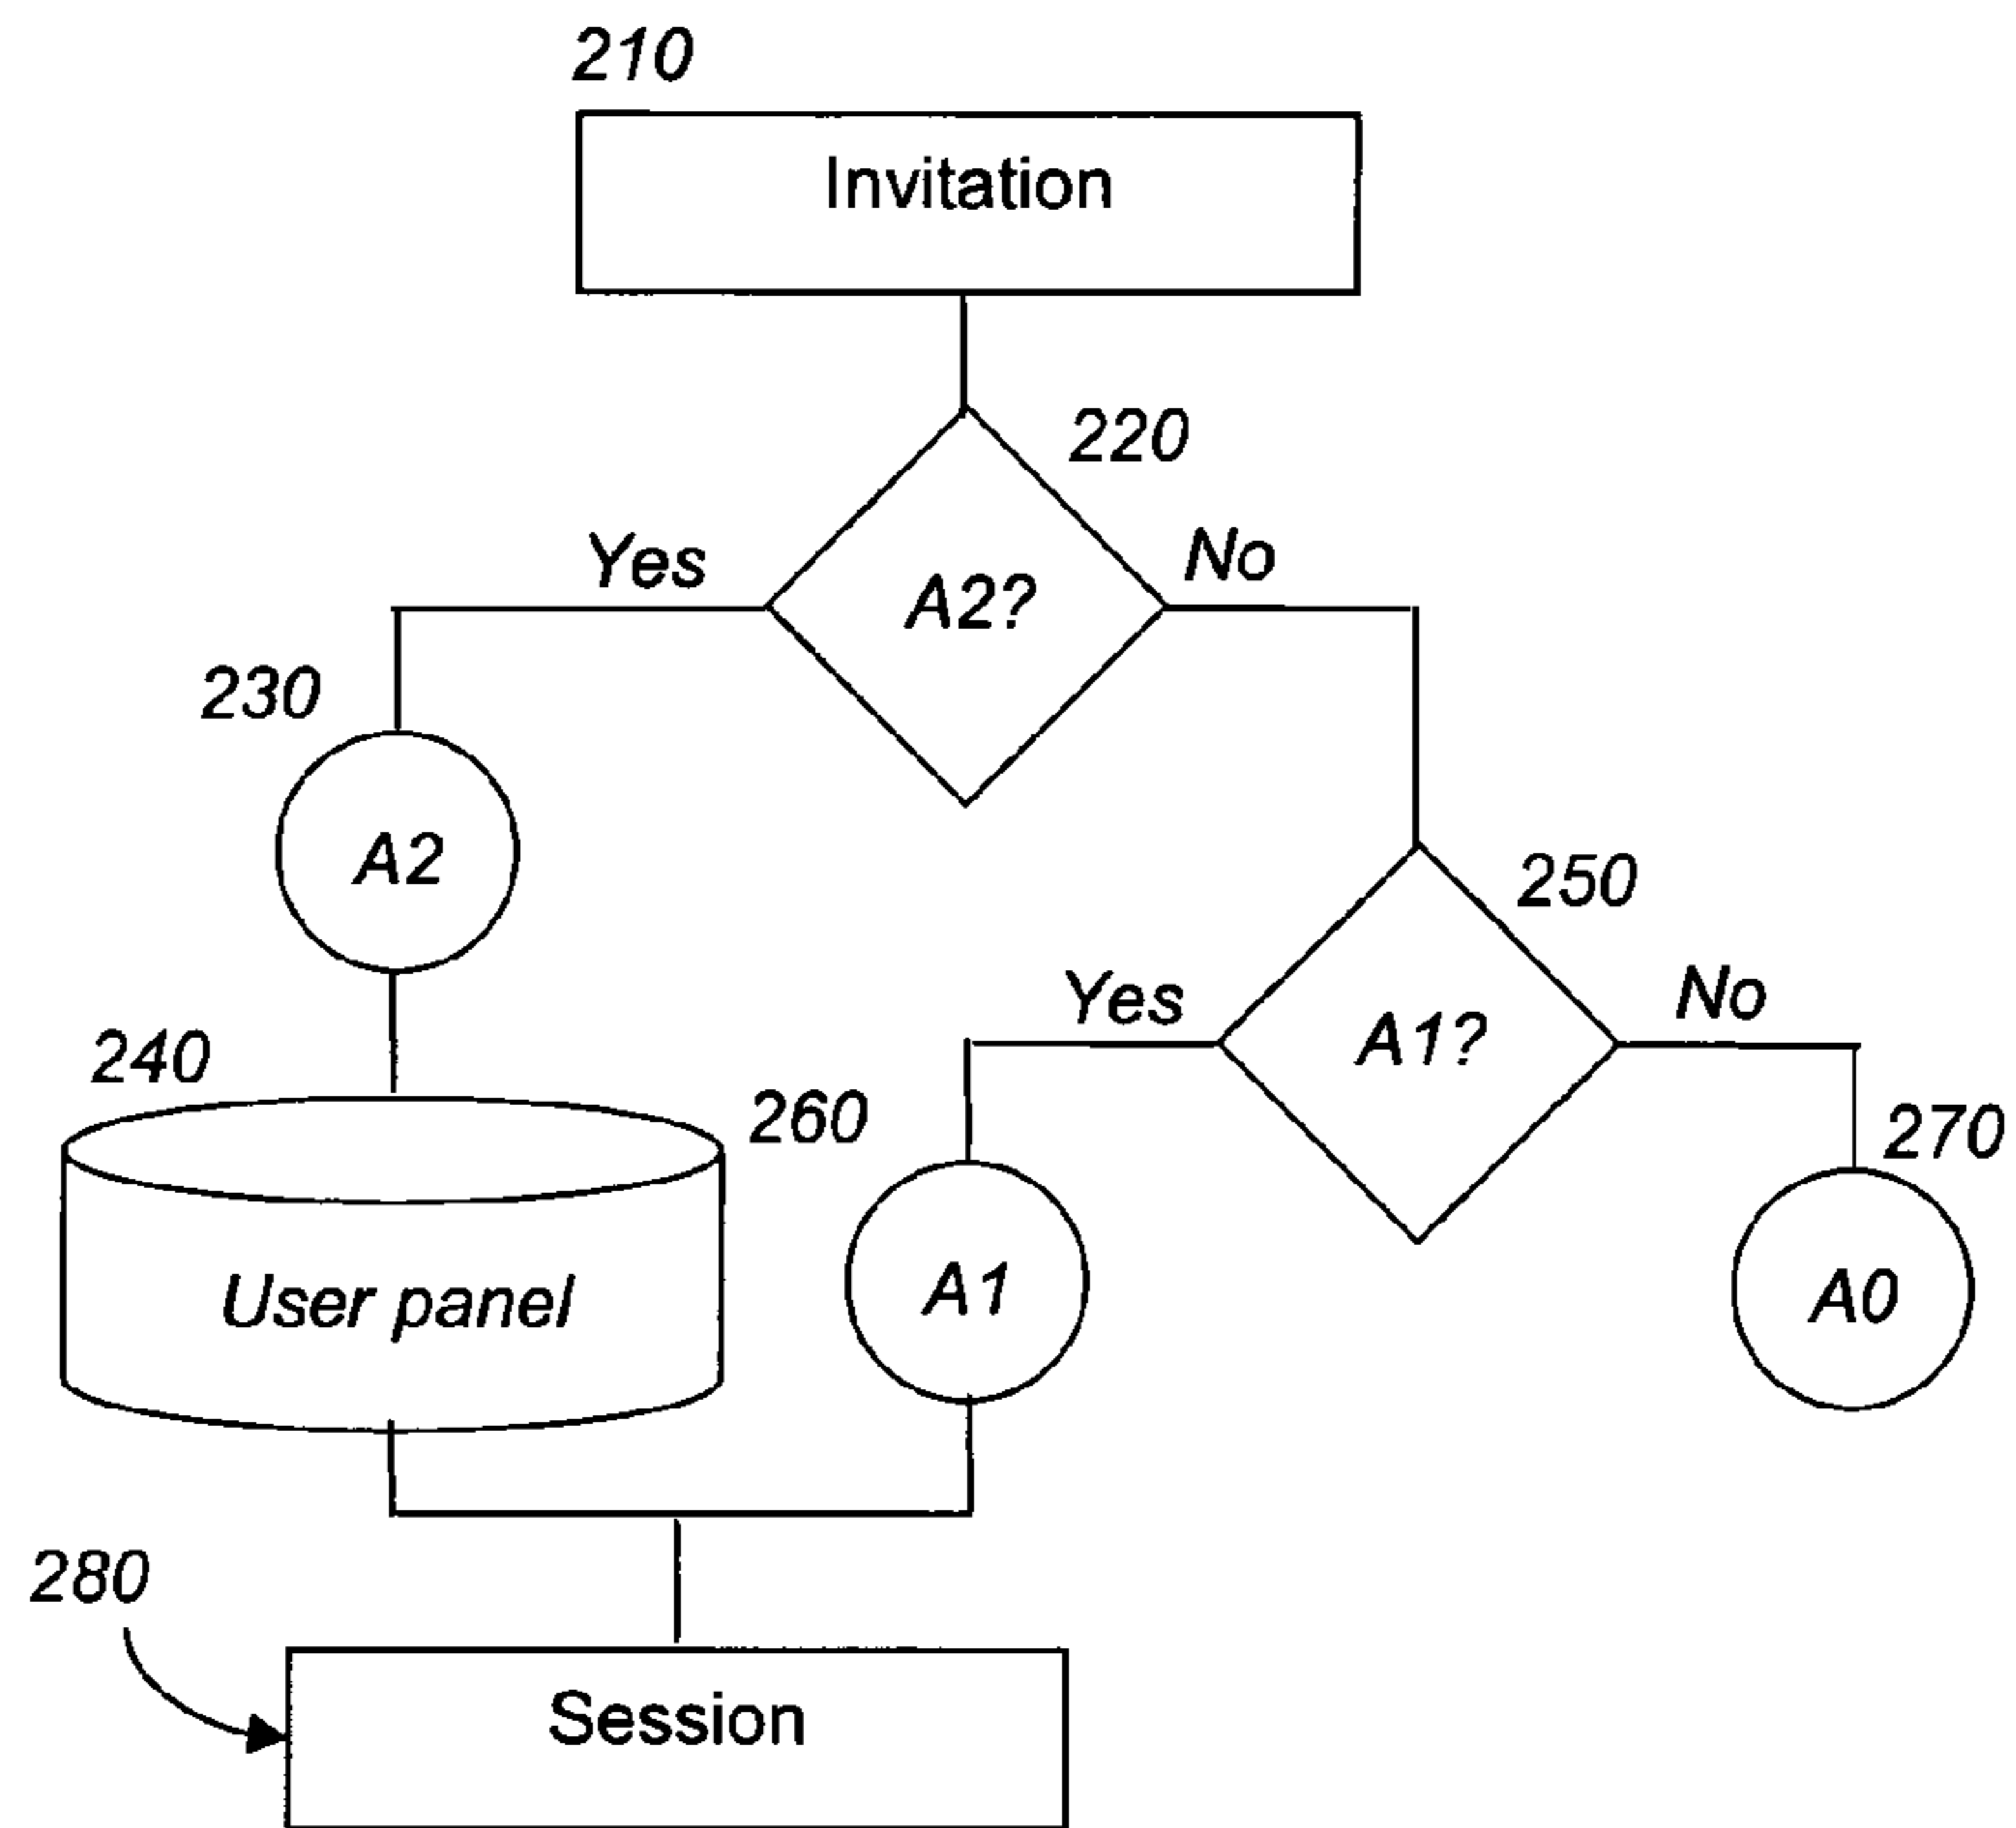 210
Invitation
220
Yes
No
A2?
230
A2
250
Yes
No
A1?
240
260
270
User panel
A1
A0
280
Session